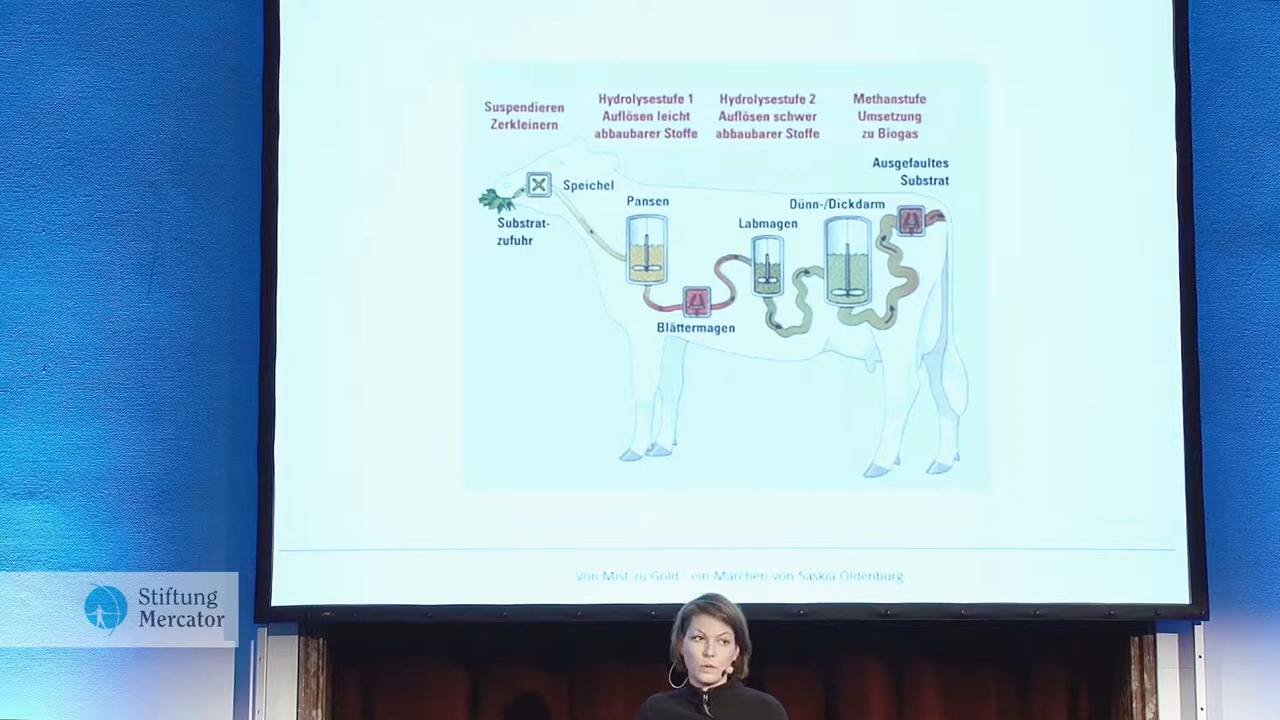 Suspendieren
Zerkleinern
Hydrolysestufe 1
Auflösen leicht
abbaubarer Stoffe
Hydrolysestufe 2
Auflösen schwer
abbaubarer Stoffe
Methanstufe
Umsetzung
zu Biogas
Ausgefaultes
Substrat
Speichel
Pansen
Dünn-/Dickdarm
Substrat-
zufuhr
Labmagen
Blättermagen
Von Mist zu Gold: ein Märchen von Saskia Oldenburg
Stiftung
Mercator